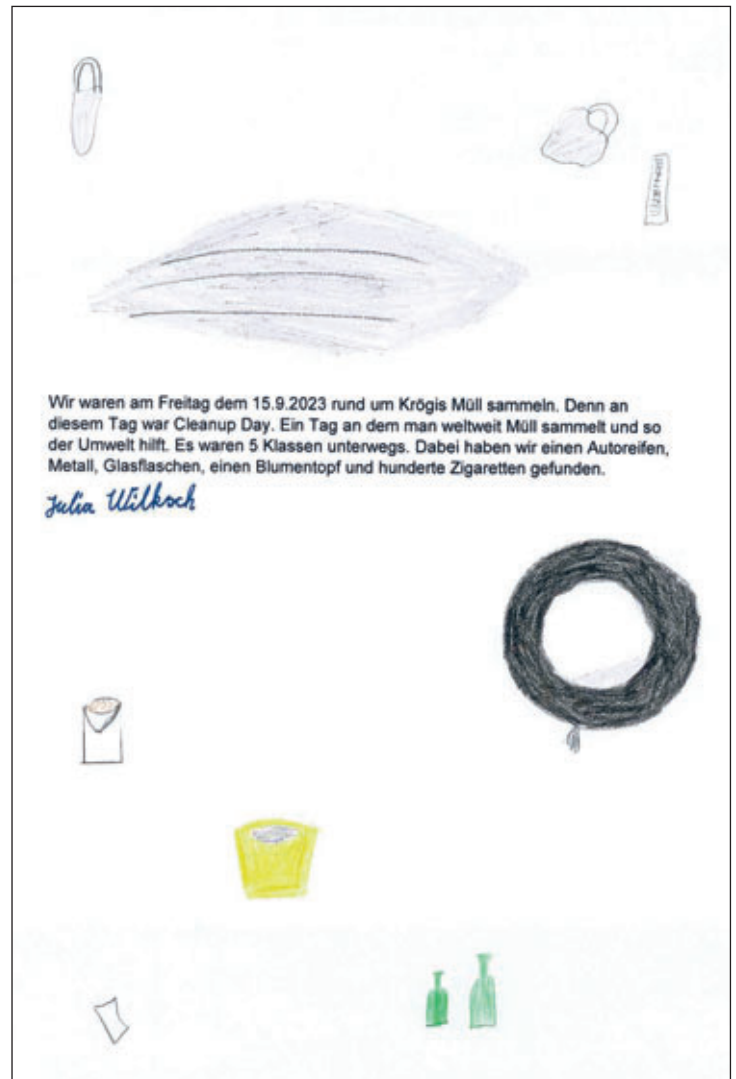 Wir waren am Freitag dem 15.9.2023 rund um Krögis Müll sammeln. Denn an
diesem Tag war Cleanup Day. Ein Tag an dem man weltweit Müll sammelt und so
der Umwelt hilft. Es waren 5 Klassen unterwegs. Dabei haben wir einen Autoreifen,
Metall, Glasflaschen, einen Blumentopf und hunderte Zigaretten gefunden.
Julia Wilksch